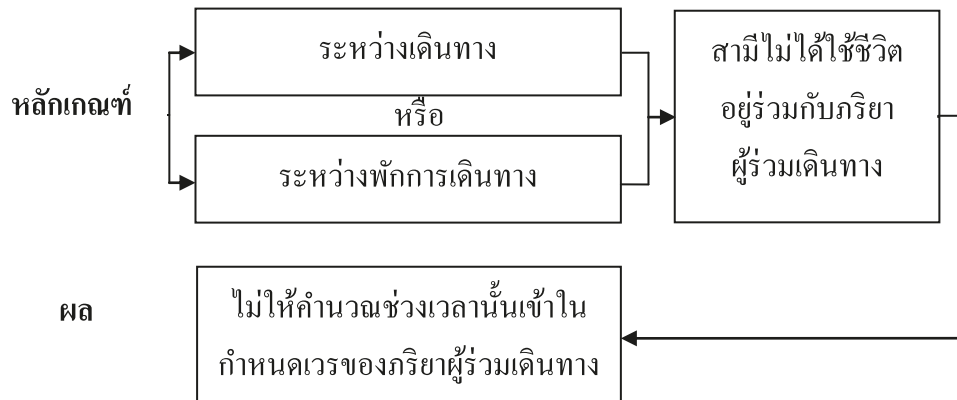 หลักเกณฑ์
ระหว่างเดินทาง
หรือ
ระหว่างพักการเดินทาง
สามีไม่ได้ใช้ชีวิต
อยู่ร่วมกับภริยา
ผู้ร่วมเดินทาง
ผล
ไม่ให้คำนวณช่วงเวลานั้นเข้าใน
กำหนดเวรของภริยาผู้ร่วมเดินทาง